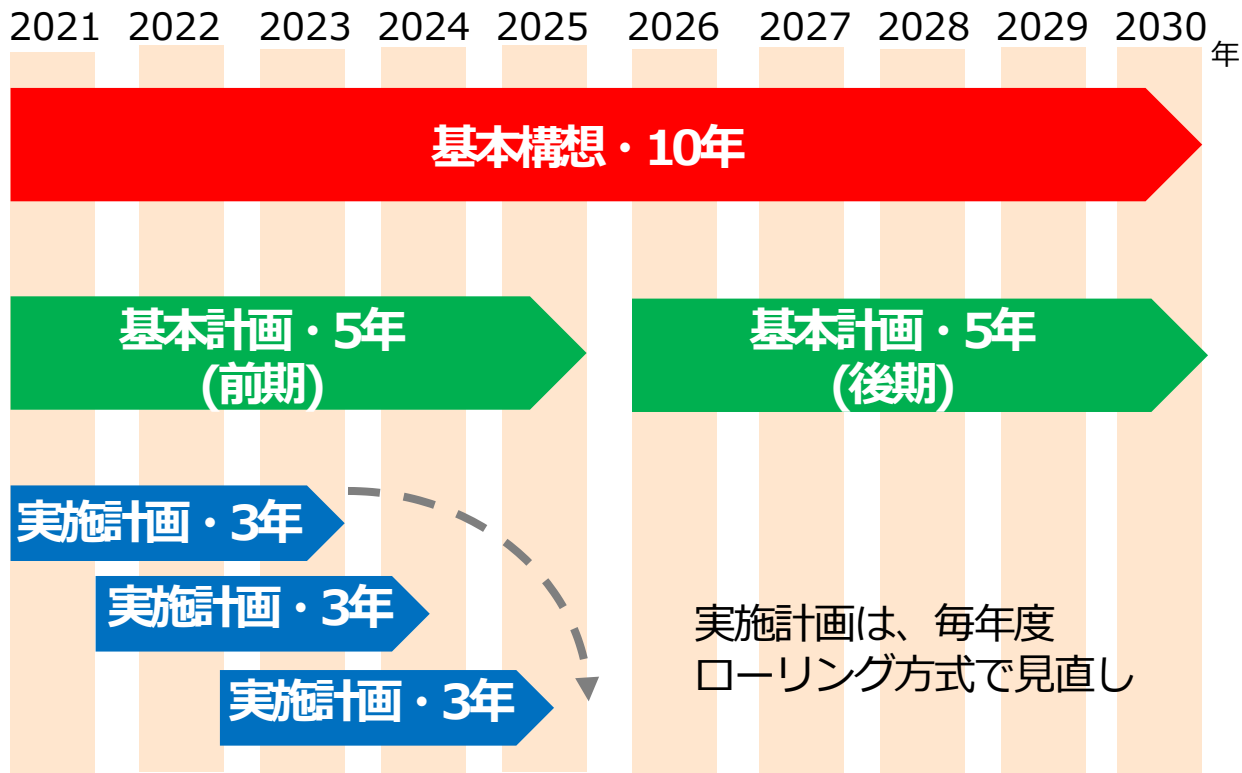 2021 2022 2023 2024 2025 2026 2027 2028 2029 2030
年
基本構想・10年
基本計画・5年
(前期)
基本計画・5年
(後期)
実施計画・3年
実施計画・3年
実施計画・3年
実施計画は、毎年度
ローリング方式で見直し